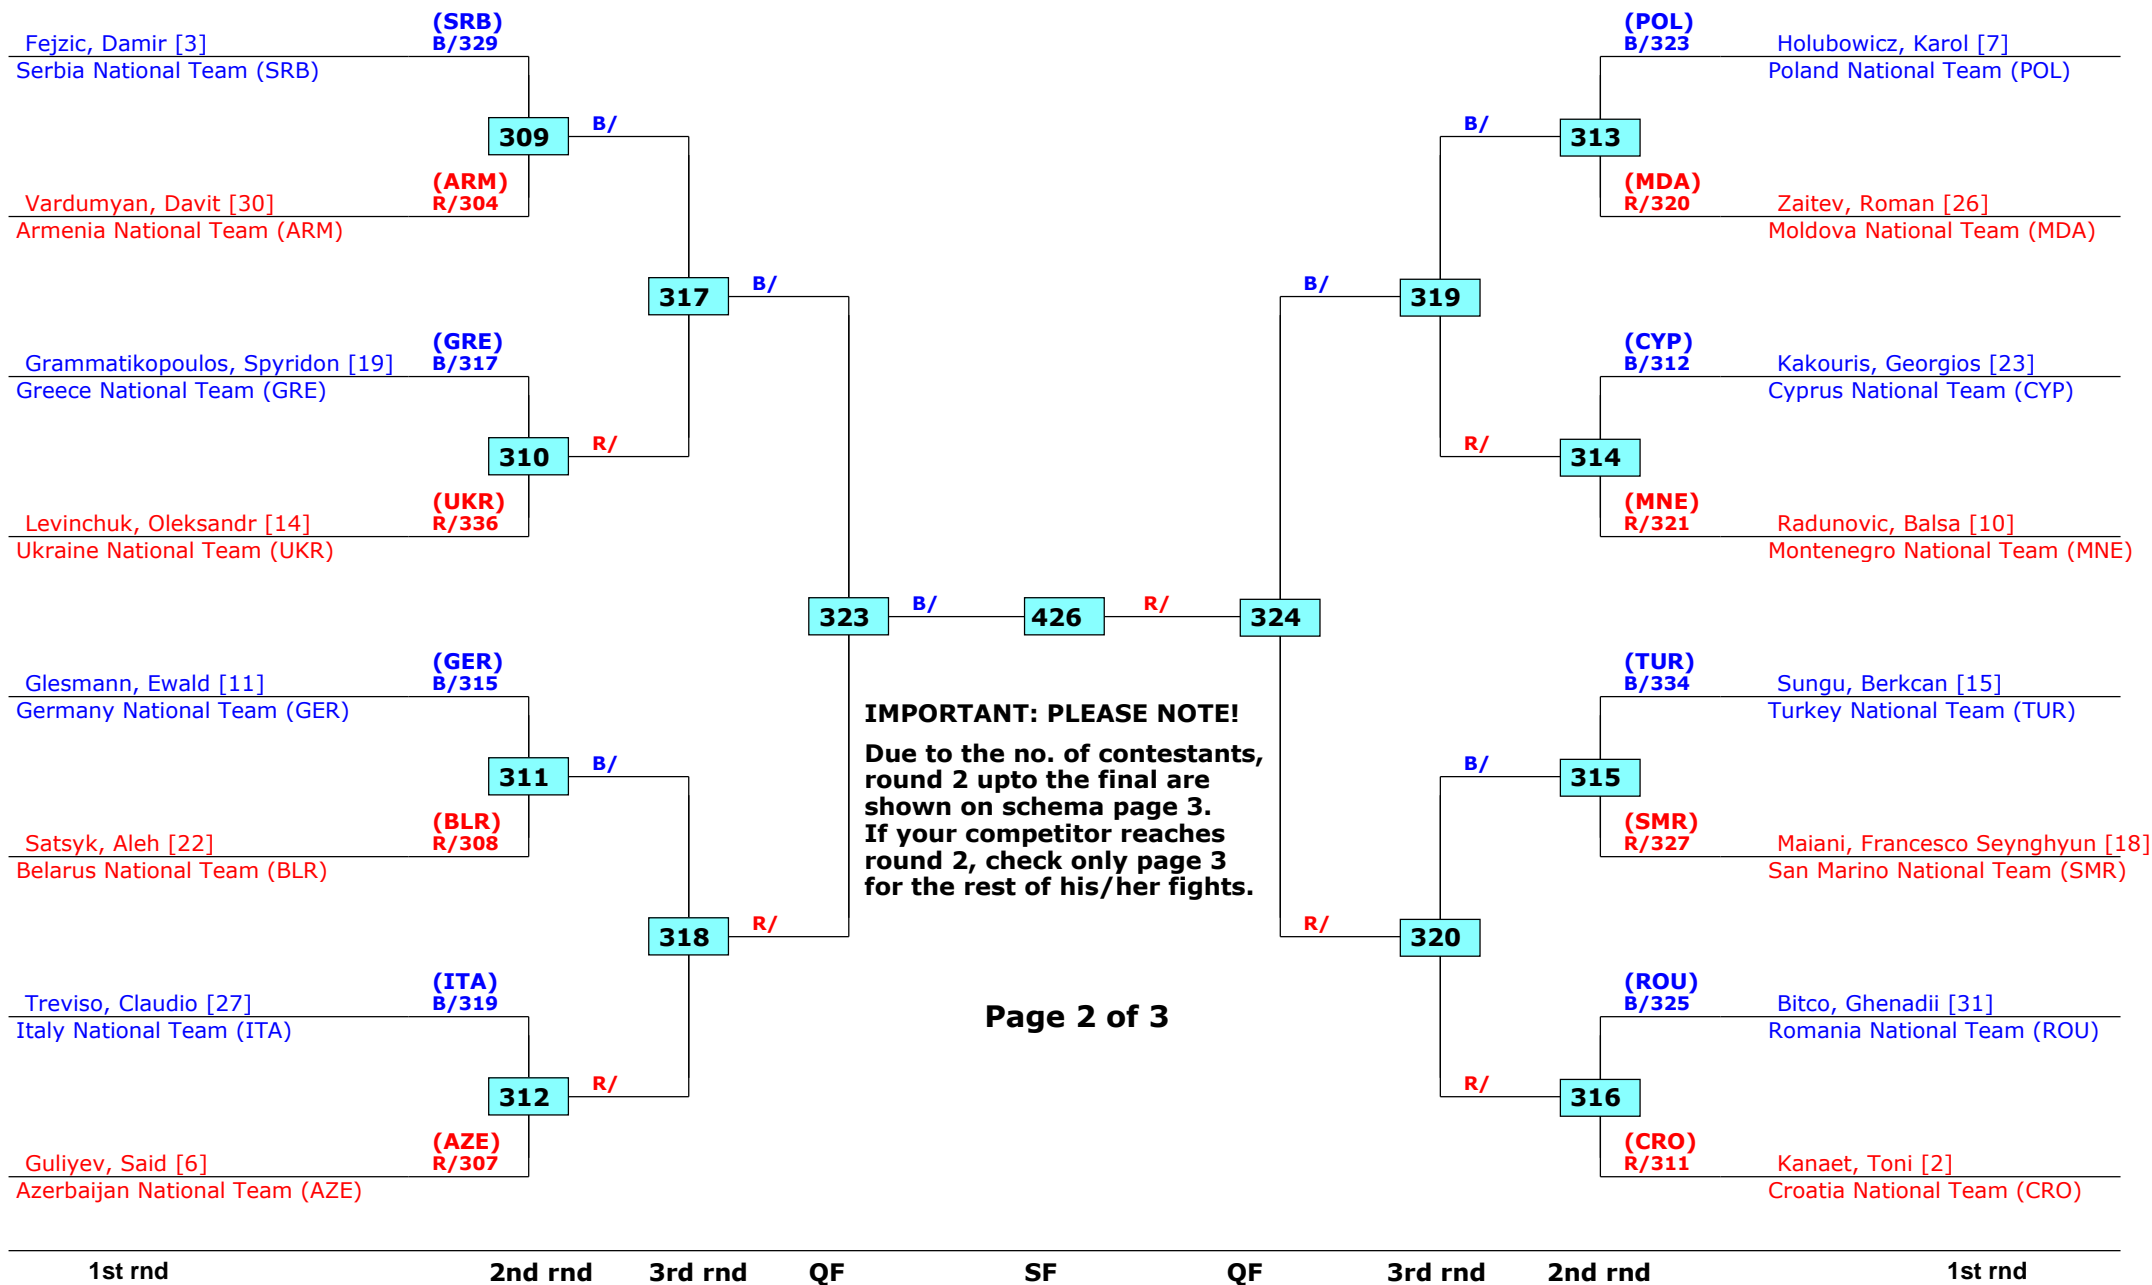 (SRB)
Fejzic, Damir [3] B/329
Serbia National Team (SRB)
309 B/
(ARM)
Vardumyan, Davit [30] R/304
Armenia National Team (ARM)
317 B/
(GRE)
Grammatikopoulos, Spyridon [19] B/317
Greece National Team (GRE)
310 R/
(UKR)
Levinchuk, Oleksandr [14] R/336
Ukraine National Team (UKR)
323 B/
(GER)
Glesmann, Ewald [11] B/315
Germany National Team (GER)
311 B/
(BLR)
Satsyk, Aleh [22] R/308
Belarus National Team (BLR)
318 R/
(ITA)
Treviso, Claudio [27] B/319
Italy National Team (ITA)
312 R/
(AZE)
Guliyev, Said [6] R/307
Azerbaijan National Team (AZE)
426
IMPORTANT: PLEASE NOTE!
Due to the no. of contestants,
round 2 upto the final are
shown on schema page 3.
If your competitor reaches
round 2, check only page 3
for the rest of his/her fights.
Page 2 of 3
(POL)
B/323 Holubowicz, Karol [7]
Poland National Team (POL)
B/ 313
(MDA)
R/320 Zaitev, Roman [26]
Moldova National Team (MDA)
B/ 319
(CYP)
B/312 Kakouris, Georgios [23]
Cyprus National Team (CYP)
R/ 314
(MNE)
R/321 Radunovic, Balsa [10]
Montenegro National Team (MNE)
R/ 324
(TUR)
B/334 Sungu, Berkcan [15]
Turkey National Team (TUR)
B/ 315
(SMR)
R/327 Maiani, Francesco Seynghyun [18]
San Marino National Team (SMR)
R/ 320
(ROU)
B/325 Bitco, Ghenadii [31]
Romania National Team (ROU)
R/ 316
(CRO)
R/311 Kanaet, Toni [2]
Croatia National Team (CRO)
1st rnd 2nd rnd 3rd rnd QF SF QF 3rd rnd 2nd rnd 1st rnd